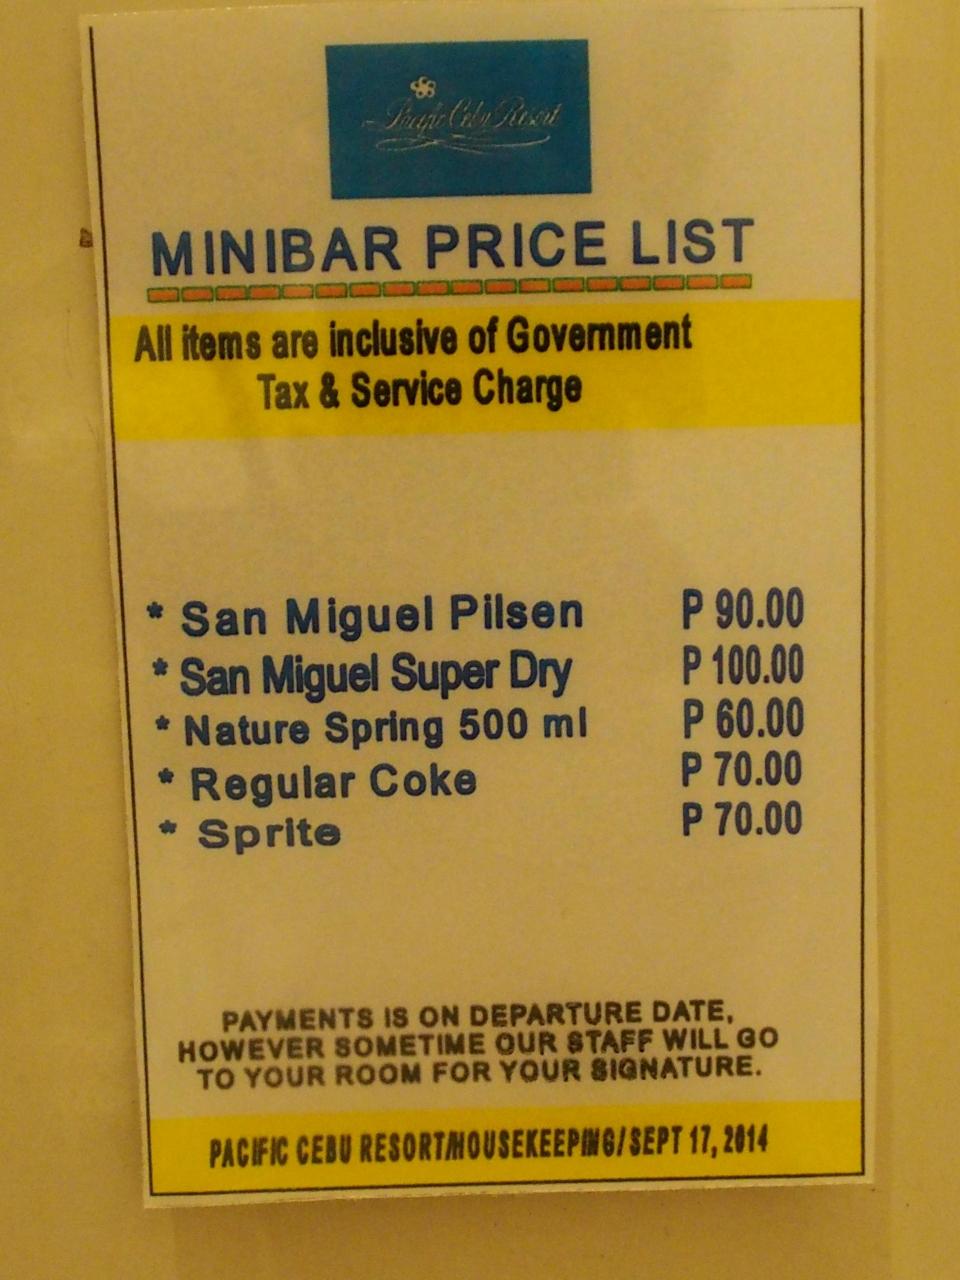 Pacific Cebu Resort
MINIBAR PRICE LIST
All items are inclusive of Government
Tax & Service Charge
* San Miguel Pilsen P 90.00
* San Miguel Super Dry P 100.00
* Nature Spring 500 ml P 60.00
* Regular Coke P 70.00
* Sprite P 70.00
PAYMENTS IS ON DEPARTURE DATE,
HOWEVER SOMETIME OUR STAFF WILL GO
TO YOUR ROOM FOR YOUR SIGNATURE.
PACIFIC CEBU RESORT/HOUSEKEEPING/SEPT 17, 2014